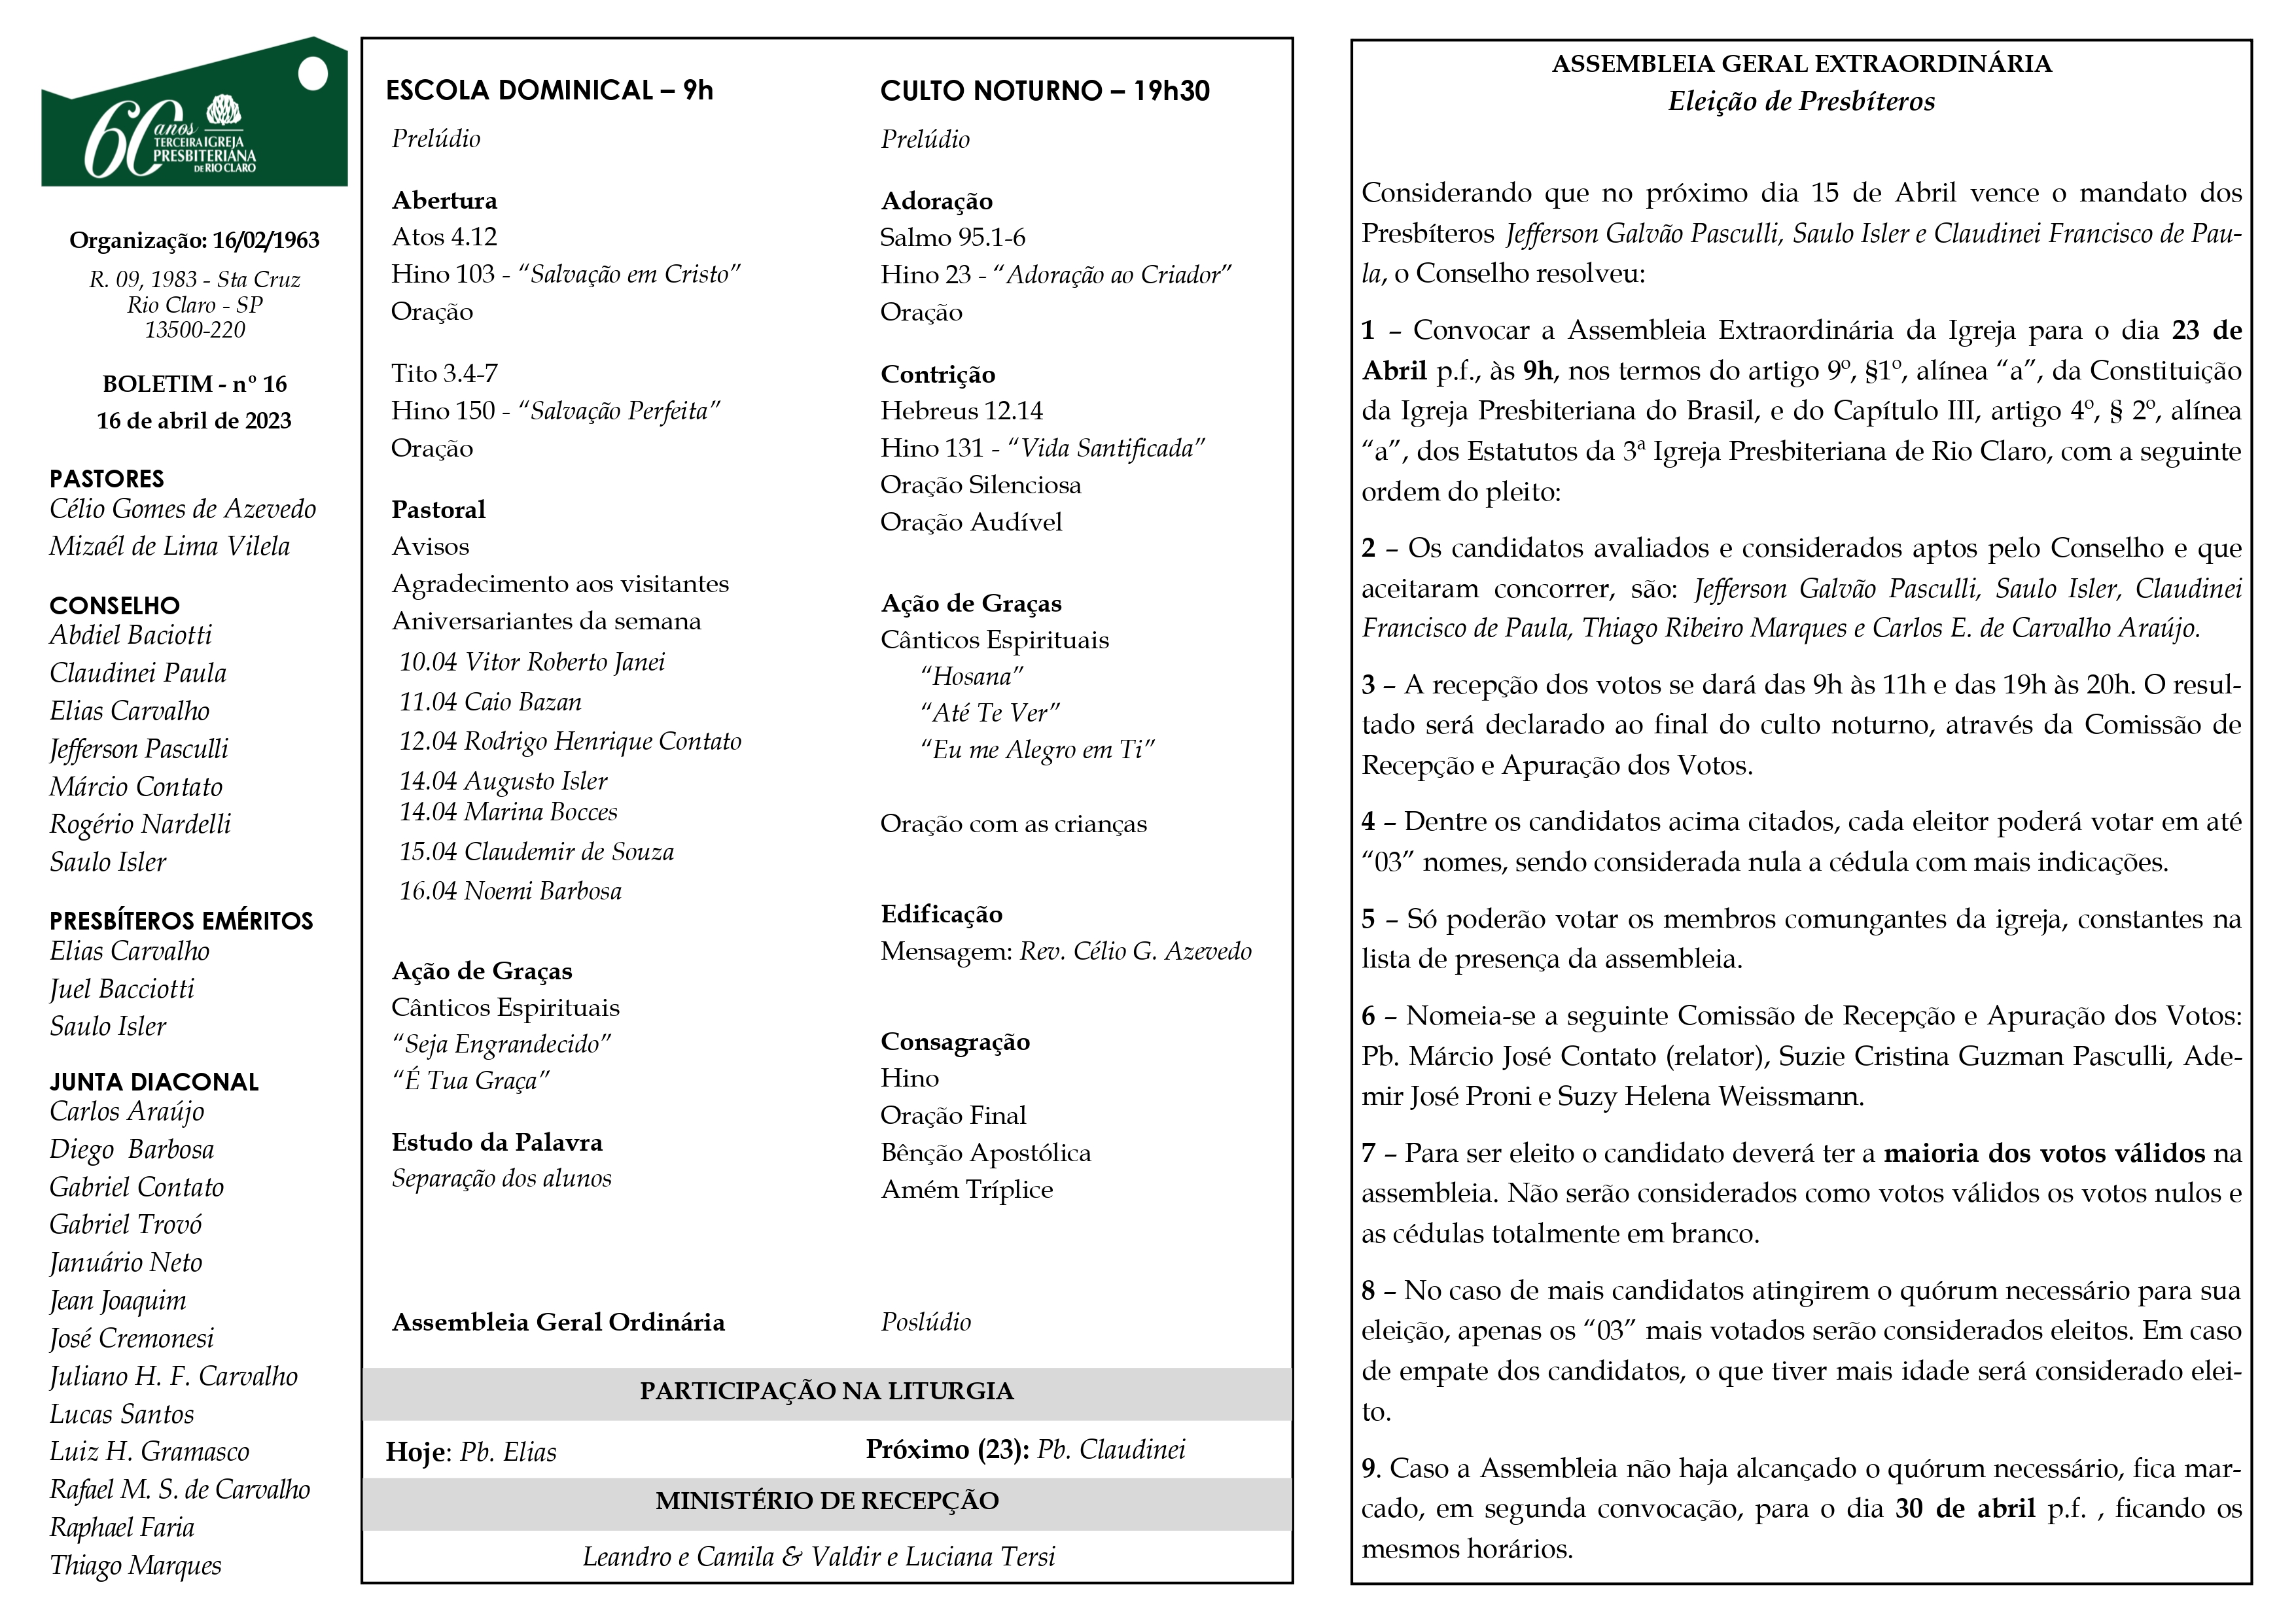 60 anos
TERCEIRA IGREJA
PRESBITERIANA
DE RIO CLARO
Organização: 16/02/1963
R. 09, 1983 - Sta Cruz
Rio Claro - SP
13500-220
BOLETIM - nº 16
16 de abril de 2023
PASTORES
Célio Gomes de Azevedo
Mizaél de Lima Vilela
CONSELHO
Abdiel Baciotti
Claudinei Paula
Elias Carvalho
Jefferson Pasculli
Márcio Contato
Rogério Nardelli
Saulo Isler
PRESBÍTEROS EMÉRITOS
Elias Carvalho
Juel Bacciotti
Saulo Isler
JUNTA DIACONAL
Carlos Araújo
Diego  Barbosa
Gabriel Contato
Gabriel Trovó
Januário Neto
Jean Joaquim
José Cremonesi
Juliano H. F. Carvalho
Lucas Santos
Luiz H. Gramasco
Rafael M. S. de Carvalho
Raphael Faria
Thiago Marques
ESCOLA DOMINICAL – 9h
Prelúdio
Abertura
Atos 4.12
Hino 103 - “Salvação em Cristo”
Oração
Tito 3.4-7
Hino 150 - “Salvação Perfeita”
Oração
Pastoral
Avisos
Agradecimento aos visitantes
Aniversariantes da semana
10.04 Vitor Roberto Janei
11.04 Caio Bazan
12.04 Rodrigo Henrique Contato
14.04 Augusto Isler
14.04 Marina Bocces
15.04 Claudemir de Souza
16.04 Noemi Barbosa
Ação de Graças
Cânticos Espirituais
“Seja Engrandecido”
“É Tua Graça”
Estudo da Palavra
Separação dos alunos
Assembleia Geral Ordinária
CULTO NOTURNO – 19h30
Prelúdio
Adoração
Salmo 95.1-6
Hino 23 - “Adoração ao Criador”
Oração
Contrição
Hebreus 12.14
Hino 131 - “Vida Santificada”
Oração Silenciosa
Oração Audível
Ação de Graças
Cânticos Espirituais
“Hosana”
“Até Te Ver”
“Eu me Alegro em Ti”
Oração com as crianças
Edificação
Mensagem: Rev. Célio G. Azevedo
Consagração
Hino
Oração Final
Bênção Apostólica
Amém Tríplice
Poslúdio
PARTICIPAÇÃO NA LITURGIA
Hoje: Pb. Elias
Próximo (23): Pb. Claudinei
MINISTÉRIO DE RECEPÇÃO
Leandro e Camila & Valdir e Luciana Tersi
ASSEMBLEIA GERAL EXTRAORDINÁRIA
Eleição de Presbíteros
Considerando que no próximo dia 15 de Abril vence o mandato dos
Presbíteros Jefferson Galvão Pasculli, Saulo Isler e Claudinei Francisco de Pau-
la, o Conselho resolveu:
1 – Convocar a Assembleia Extraordinária da Igreja para o dia 23 de
Abril p.f., às 9h, nos termos do artigo 9º, §1º, alínea “a”, da Constituição
da Igreja Presbiteriana do Brasil, e do Capítulo III, artigo 4º, § 2º, alínea
“a”, dos Estatutos da 3ª Igreja Presbiteriana de Rio Claro, com a seguinte
ordem do pleito:
2 – Os candidatos avaliados e considerados aptos pelo Conselho e que
aceitaram concorrer, são: Jefferson Galvão Pasculli, Saulo Isler, Claudinei
Francisco de Paula, Thiago Ribeiro Marques e Carlos E. de Carvalho Araújo.
3 – A recepção dos votos se dará das 9h às 11h e das 19h às 20h. O resul-
tado será declarado ao final do culto noturno, através da Comissão de
Recepção e Apuração dos Votos.
4 – Dentre os candidatos acima citados, cada eleitor poderá votar em até
“03” nomes, sendo considerada nula a cédula com mais indicações.
5 – Só poderão votar os membros comungantes da igreja, constantes na
lista de presença da assembleia.
6 – Nomeia-se a seguinte Comissão de Recepção e Apuração dos Votos:
Pb. Márcio José Contato (relator), Suzie Cristina Guzman Pasculli, Ade-
mir José Proni e Suzy Helena Weissmann.
7 – Para ser eleito o candidato deverá ter a maioria dos votos válidos na
assembleia. Não serão considerados como votos válidos os votos nulos e
as cédulas totalmente em branco.
8 – No caso de mais candidatos atingirem o quórum necessário para sua
eleição, apenas os “03” mais votados serão considerados eleitos. Em caso
de empate dos candidatos, o que tiver mais idade será considerado elei-
to.
9. Caso a Assembleia não haja alcançado o quórum necessário, fica mar-
cado, em segunda convocação, para o dia 30 de abril p.f. , ficando os
mesmos horários.